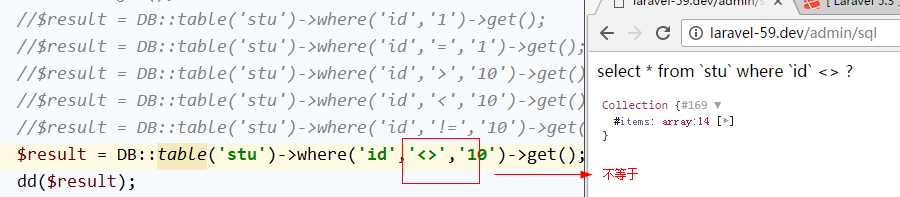 //$result = DB::table('stu')->where('id','1')->get();
//$result = DB::table('stu')->where('id','=','1')->get();
//$result = DB::table('stu')->where('id','>','10')->get()
//$result = DB::table('stu')->where('id','<','10')->get()
//$result = DB::table('stu')->where('id','!=','10')->get(
$result = DB::table('stu')->where('id','<>','10')->get();
dd($result);
laravel-59.dev/admin/s
[ Laravel 5.3 ]
laravel-59.dev/admin/sql
select * from `stu` where `id` <> ?
Collection {#169 ▼
#items: array:14 [▶]
}
不等于